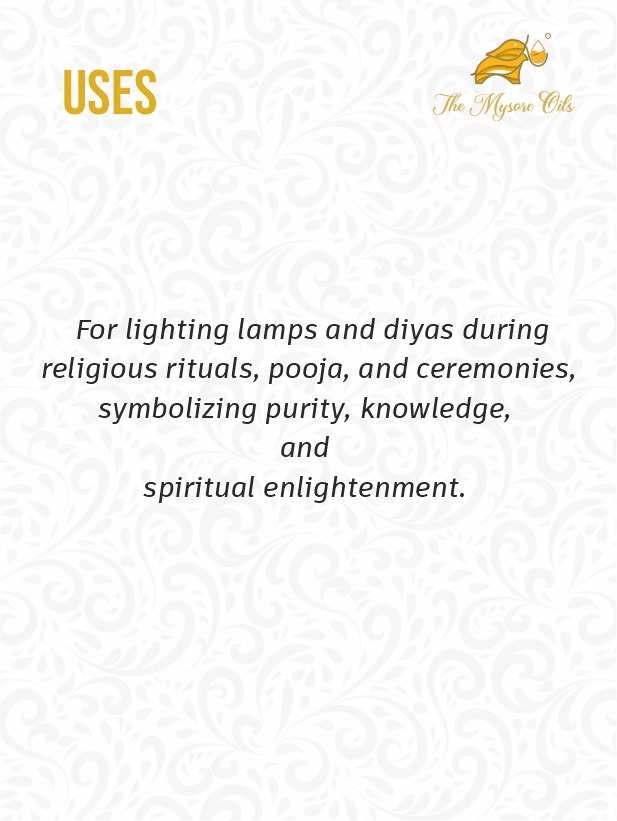 USES
The Mysore Oils
For lighting lamps and diyas during
religious rituals, pooja, and ceremonies,
symbolizing purity, knowledge,
and
spiritual enlightenment.